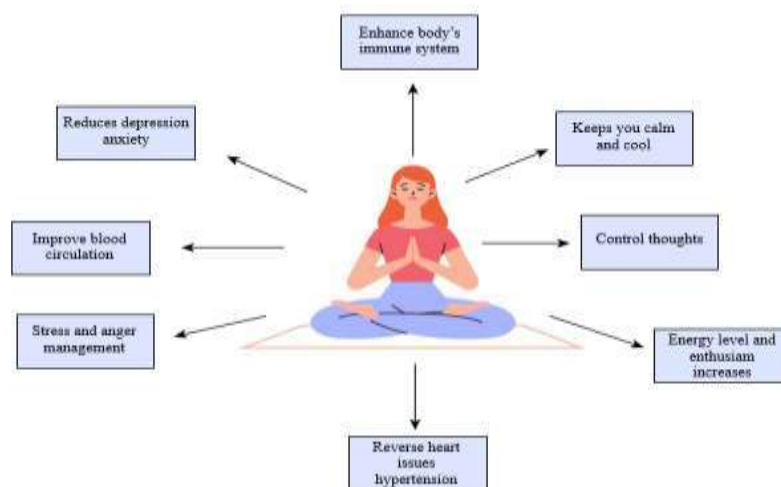 Enhance body's
immune system
Reduces depression
anxiety
Keeps you calm
and cool
Improve blood
circulation
Control thoughts
Stress and anger
management
Energy level and
enthusiam
increases
Reverse heart
issues
hypertension